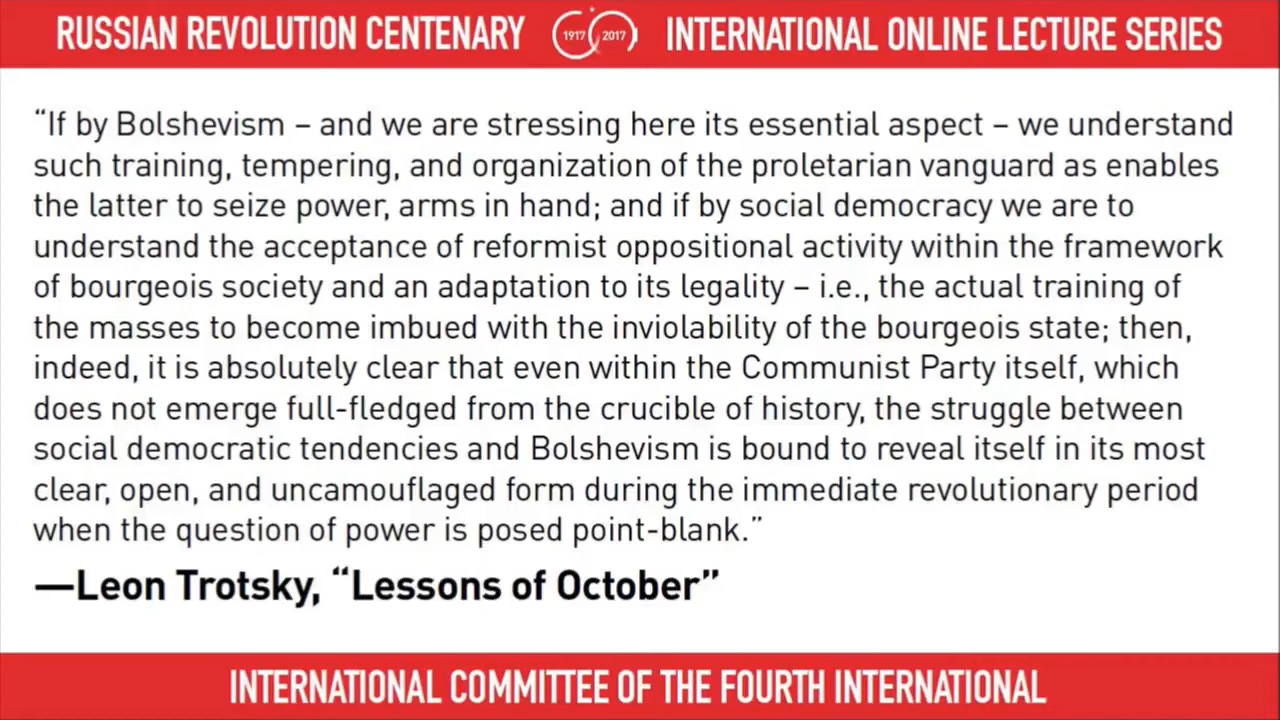 RUSSIAN REVOLUTION CENTENARY 1917 2017 INTERNATIONAL ONLINE LECTURE SERIES
“If by Bolshevism – and we are stressing here its essential aspect – we understand
such training, tempering, and organization of the proletarian vanguard as enables
the latter to seize power, arms in hand; and if by social democracy we are to
understand the acceptance of reformist oppositional activity within the framework
of bourgeois society and an adaptation to its legality – i.e., the actual training of
the masses to become imbued with the inviolability of the bourgeois state; then,
indeed, it is absolutely clear that even within the Communist Party itself, which
does not emerge full-fledged from the crucible of history, the struggle between
social democratic tendencies and Bolshevism is bound to reveal itself in its most
clear, open, and uncamouflaged form during the immediate revolutionary period
when the question of power is posed point-blank.”
—Leon Trotsky, “Lessons of October”
INTERNATIONAL COMMITTEE OF THE FOURTH INTERNATIONAL